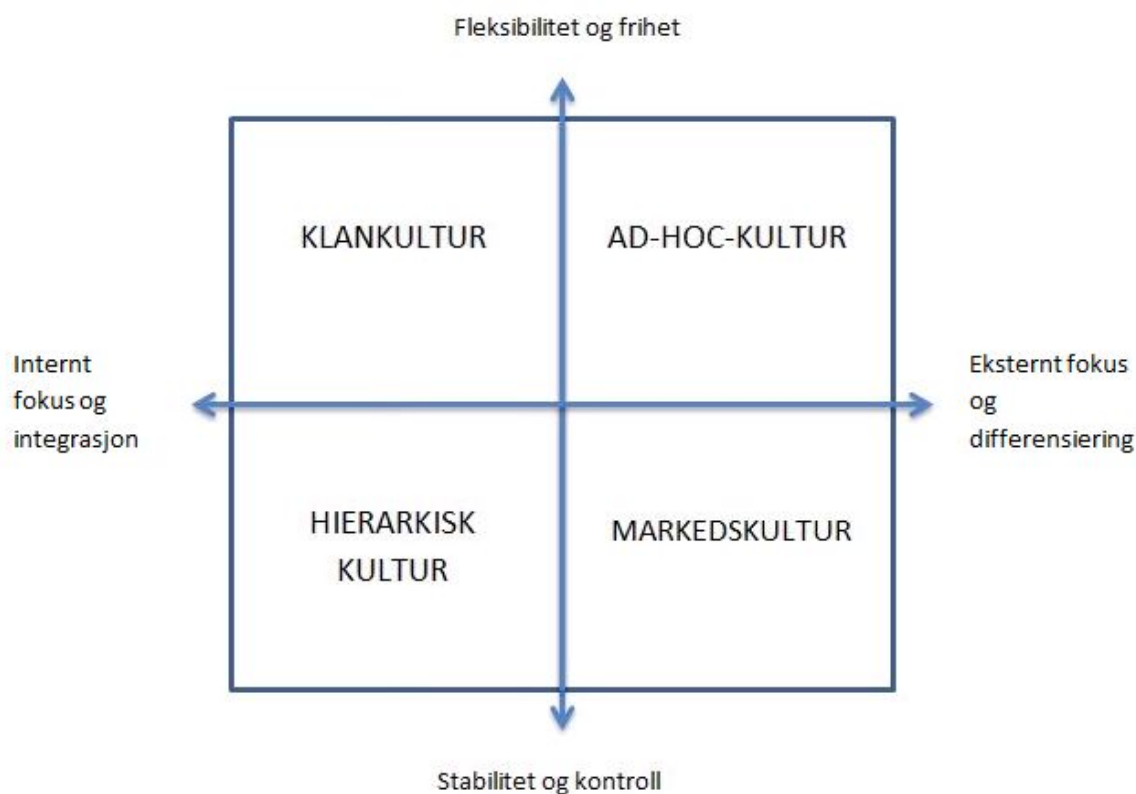 Fleksibilitet og frihet
KLANKULTUR
AD-HOC-KULTUR
Internt
fokus og
integrasjon
Eksternt fokus
og
differensiering
HIERARKISK
KULTUR
MARKEDSKULTUR
Stabilitet og kontroll